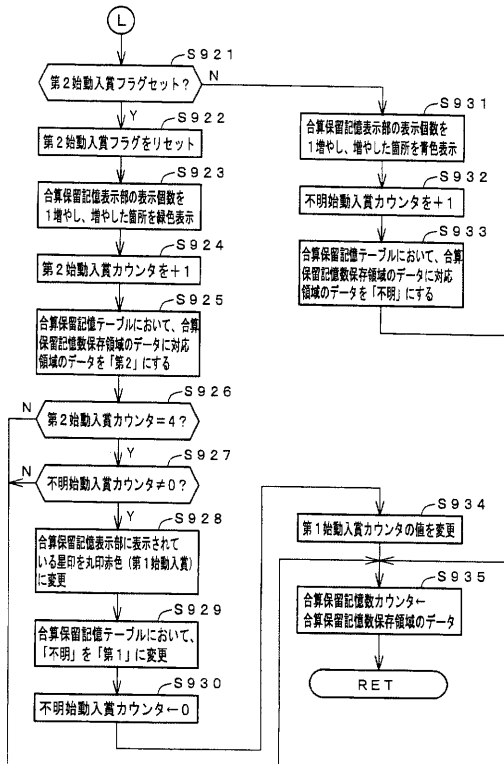 L
S921
第2始動入賞フラグセット?
N
Y
S922
第2始動入賞フラグをリセット
S923
合算保留記憶表示部の表示個数を
1増やし、増やした箇所を緑色表示
S924
第2始動入賞カウンタを+1
S925
合算保留記憶テーブルにおいて、合算
保留記憶数保存領域のデータに対応
領域のデータを「第2」にする
S926
第2始動入賞カウンタ=4?
N
Y
S927
不明始動入賞カウンタ≠0?
N
Y
S928
合算保留記憶表示部に表示されて
いる星印を丸印赤色(第1始動入賞)
に変更
S929
合算保留記憶テーブルにおいて、
「不明」を「第1」に変更
S930
不明始動入賞カウンタ←0
S931
合算保留記憶表示部の表示個数を
1増やし、増やした箇所を青色表示
S932
不明始動入賞カウンタを+1
S933
合算保留記憶テーブルにおいて、合算
保留記憶数保存領域のデータに対応
領域のデータを「不明」にする
S934
第1始動入賞カウンタの値を変更
S935
合算保留記憶数カウンタ←
合算保留記憶数保存領域のデータ
RET